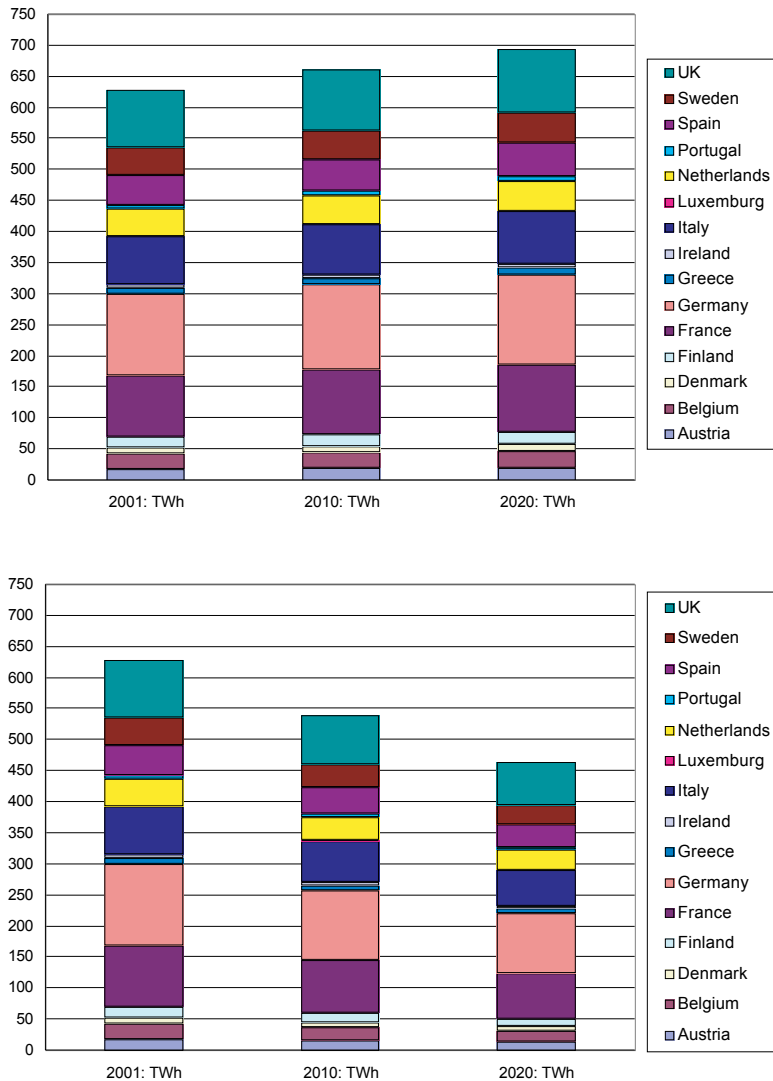 750
700
650
600
550
500
450
400
350
300
250
200
150
100
50
0
2001: TWh 2010: TWh 2020: TWh
UK
Sweden
Spain
Portugal
Netherlands
Luxemburg
Italy
Ireland
Greece
Germany
France
Finland
Denmark
Belgium
Austria
750
700
650
600
550
500
450
400
350
300
250
200
150
100
50
0
2001: TWh 2010: TWh 2020: TWh
UK
Sweden
Spain
Portugal
Netherlands
Luxemburg
Italy
Ireland
Greece
Germany
France
Finland
Denmark
Belgium
Austria